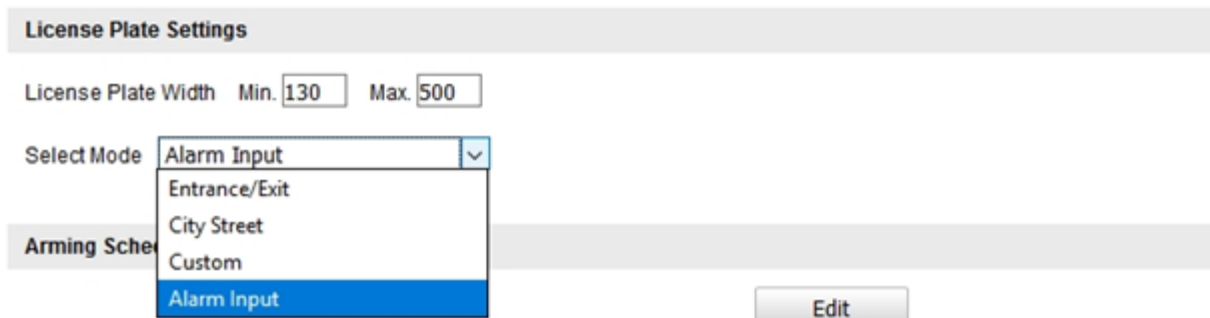 License Plate Settings
License Plate Width Min. 130 Max. 500
Select Mode Alarm Input
Entrance/Exit
City Street
Custom
Alarm Input
Arming Sche
Edit